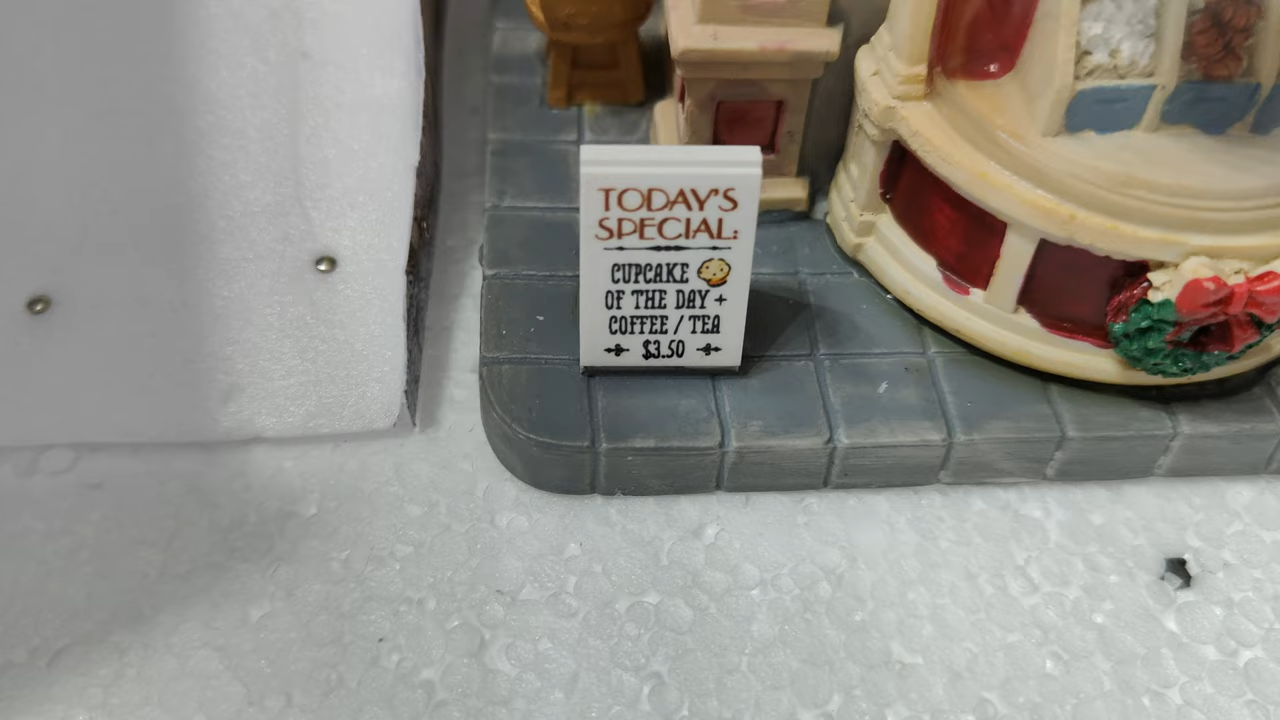 TODAY'S
SPECIAL:
CUPCAKE
OF THE DAY +
COFFEE / TEA
$3.50